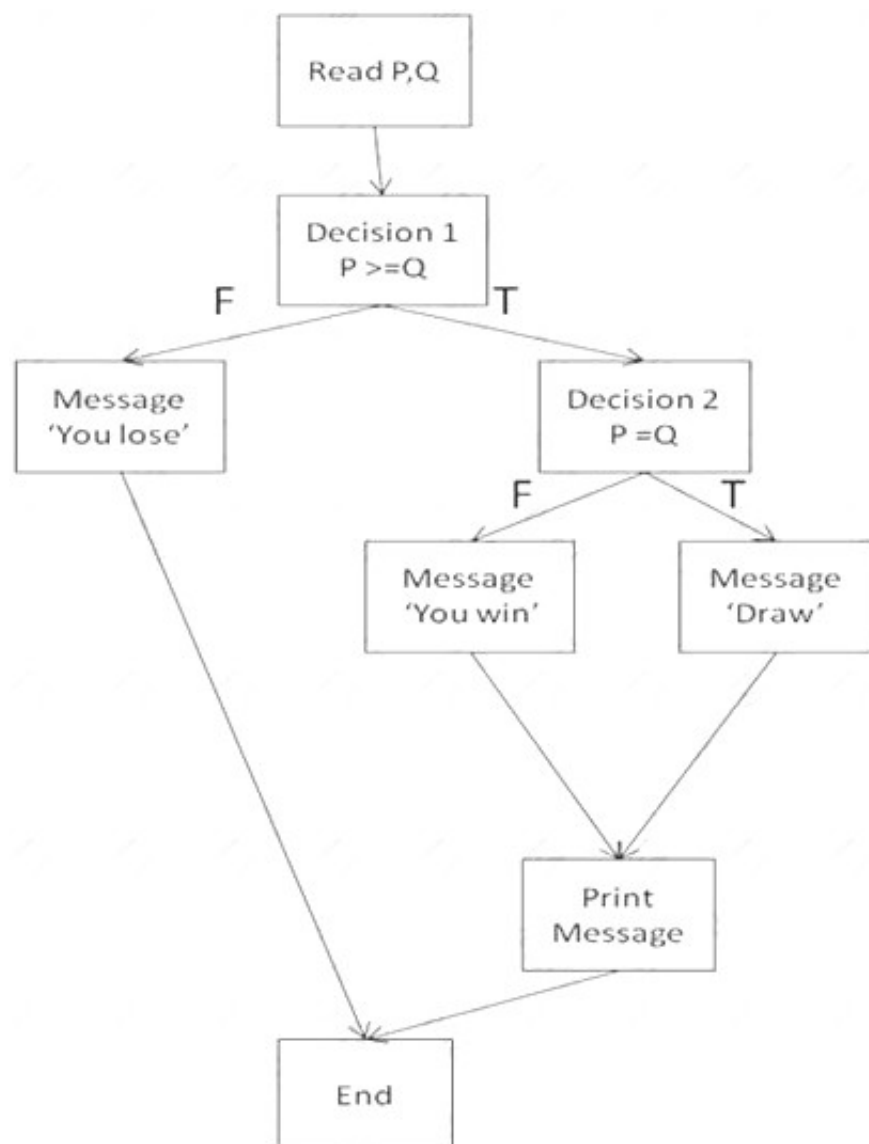 Read P,Q
Decision 1
P >=Q
F
T
Message
‘You lose’
Decision 2
P =Q
F
T
Message
‘You win’
Message
‘Draw’
Print
Message
End